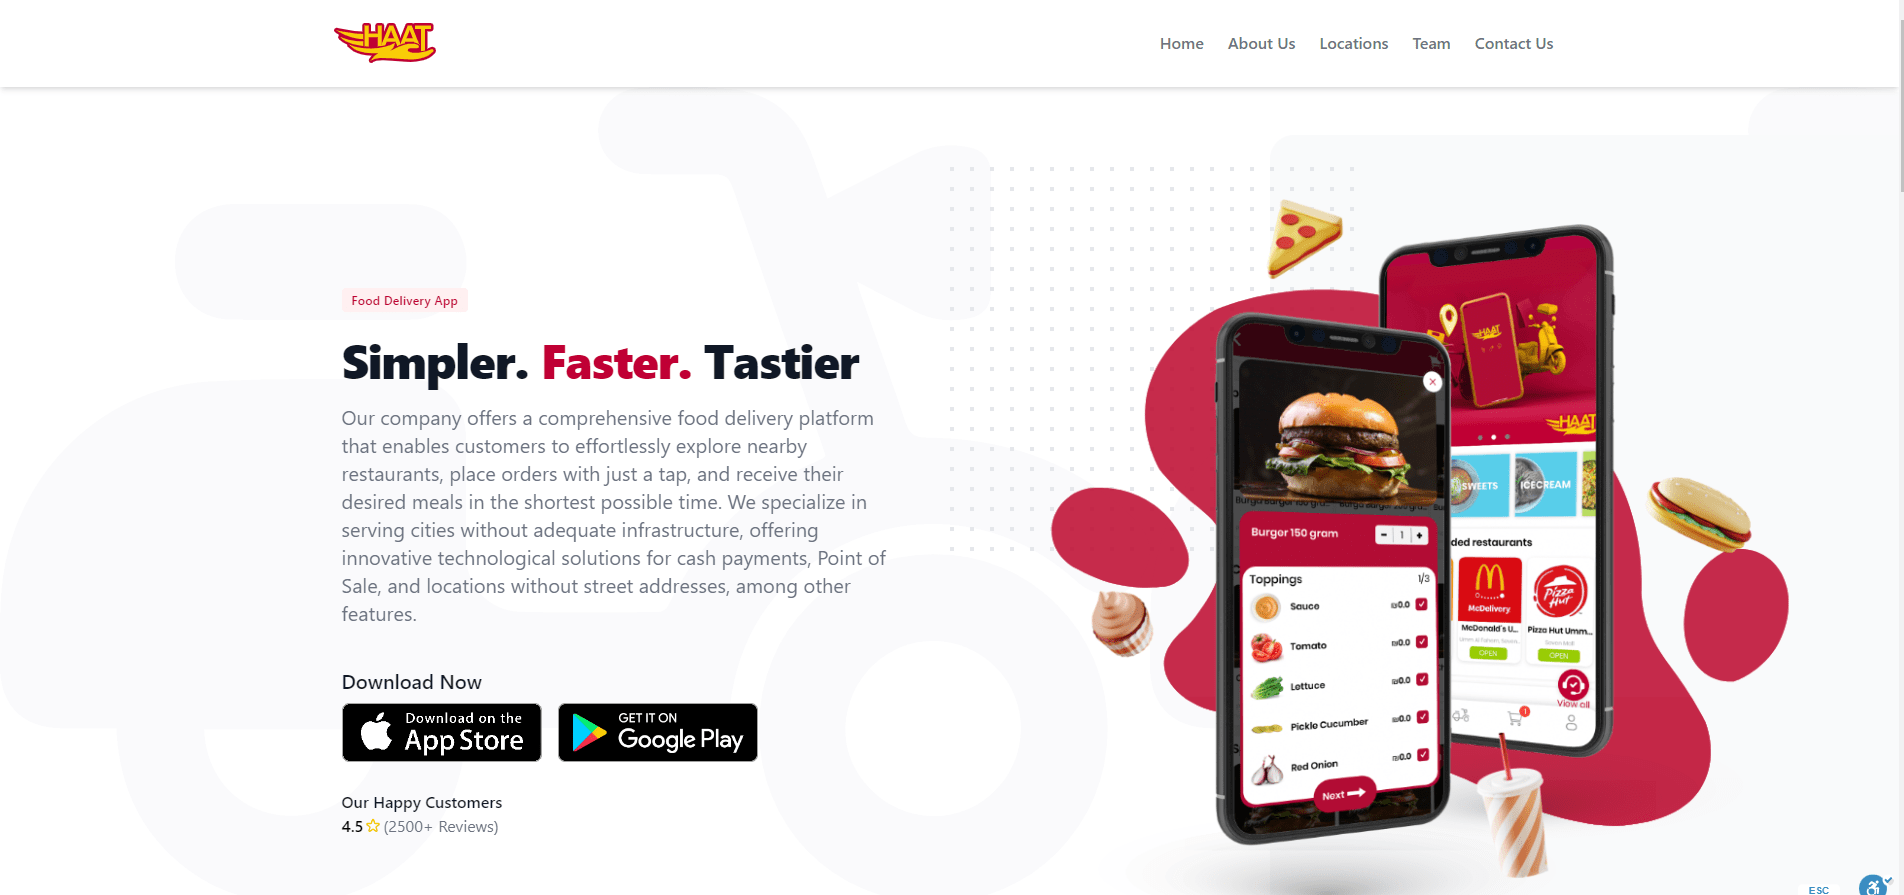 HAAT
Home
About Us
Locations
Team
Contact Us
Food Delivery App
Simpler. Faster. Tastier
Our company offers a comprehensive food delivery platform
that enables customers to effortlessly explore nearby
restaurants, place orders with just a tap, and receive their
desired meals in the shortest possible time. We specialize in
serving cities without adequate infrastructure, offering
innovative technological solutions for cash payments, Point of
Sale, and locations without street addresses, among other
features.
Download Now
Download on the
App Store
GET IT ON
Google Play
Our Happy Customers
4.5 (2500+ Reviews)
HAAT
HAAT
SWEETS
ICECREAM
ded restaurants
McDelivery
McDonald's U...
OPEN
Pizza Hut
Pizza Hut Umm...
OPEN
View all
1
Burger 150 gram
- 1 +
Toppings 1/3
Sauce ₪0.0
Tomato ₪0.0
Lettuce ₪0.0
Pickle Cucumber ₪0.0
Red Onion ₪0.0
Next
ESC